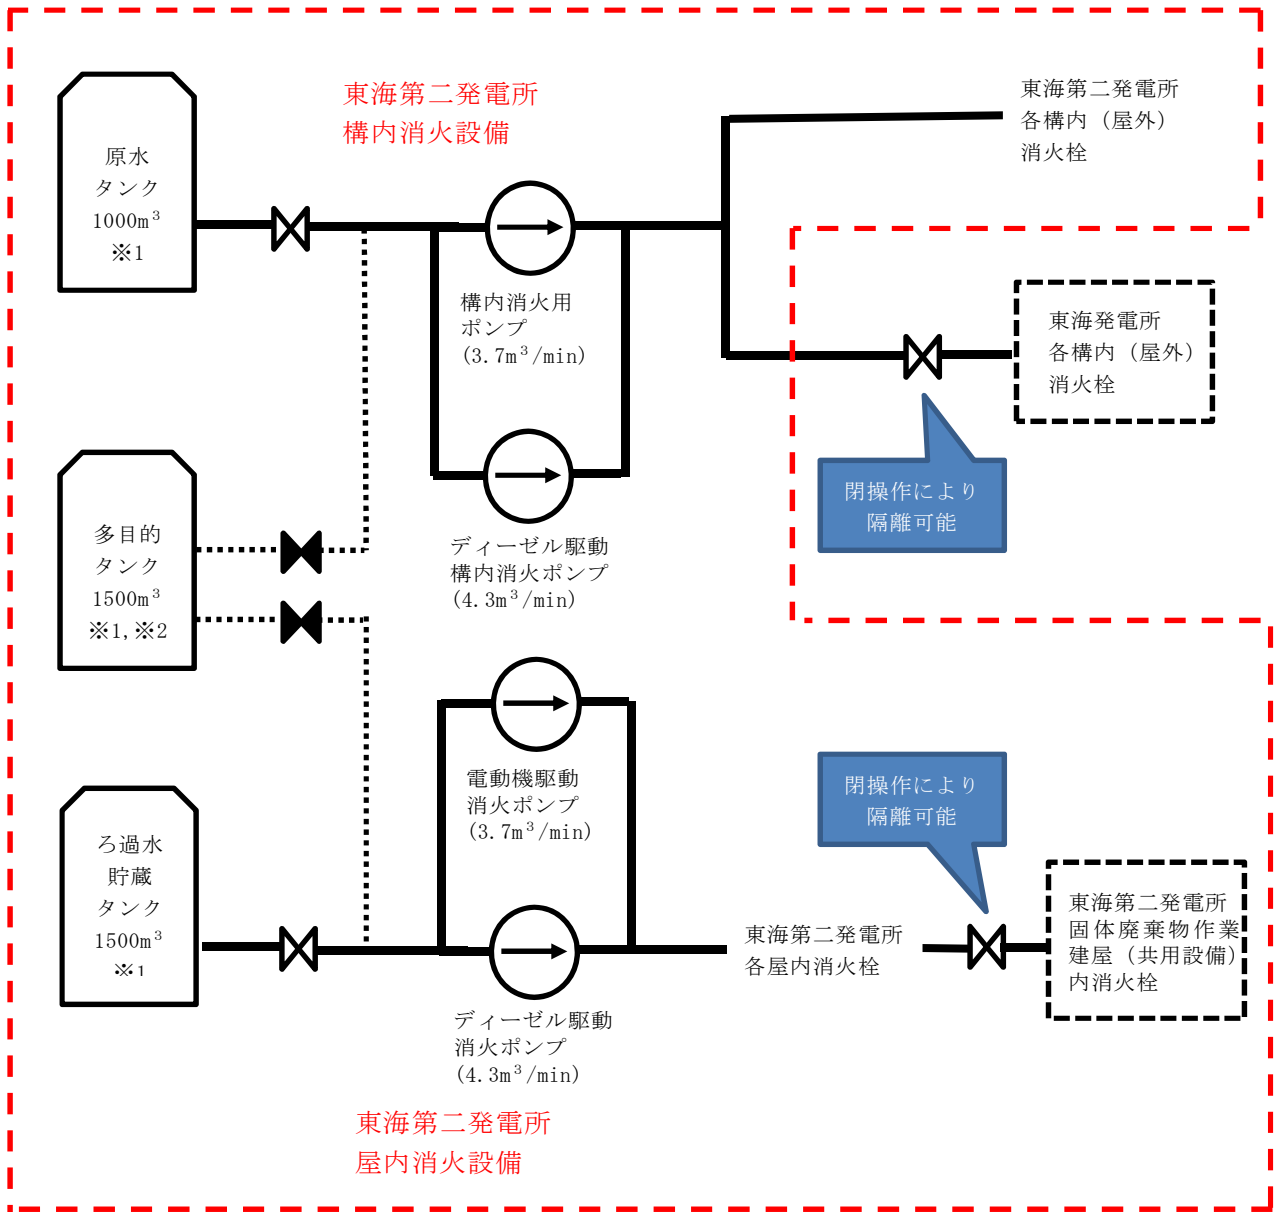 東海第二発電所
構内消火設備
東海第二発電所
各構内（屋外）
消火栓
原水
タンク
1000m³
※1
構内消火用
ポンプ
(3.7m³/min)
東海発電所
各構内（屋外）
消火栓
閉操作により
隔離可能
多目的
タンク
1500m³
※1,※2
ディーゼル駆動
構内消火ポンプ
(4.3m³/min)
電動機駆動
消火ポンプ
(3.7m³/min)
閉操作により
隔離可能
ろ過水
貯蔵
タンク
1500m³
※1
東海第二発電所
各屋内消火栓
東海第二発電所
固体廃棄物作業
建屋（共用設備）
内消火栓
ディーゼル駆動
消火ポンプ
(4.3m³/min)
東海第二発電所
屋内消火設備